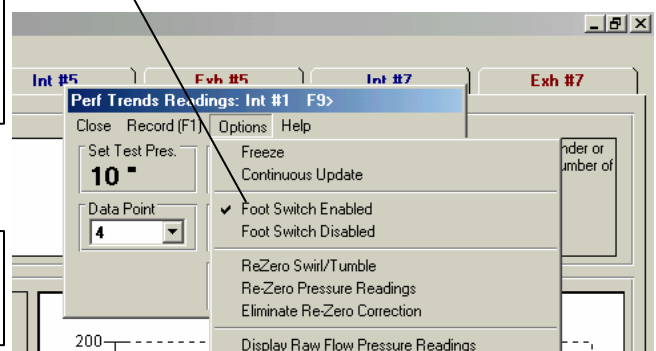 Int #5 Exh #5 Int #7 Exh #7
Perf Trends Readings: Int #1 F9>
Close Record (F1) Options Help
Set Test Pres.
10 "
Data Point
4
Freeze
Continuous Update
Foot Switch Enabled
Foot Switch Disabled
ReZero Swirl/Tumble
Re-Zero Pressure Readings
Eliminate Re-Zero Correction
Display Raw Flow Pressure Readings
nder or
umber of
200